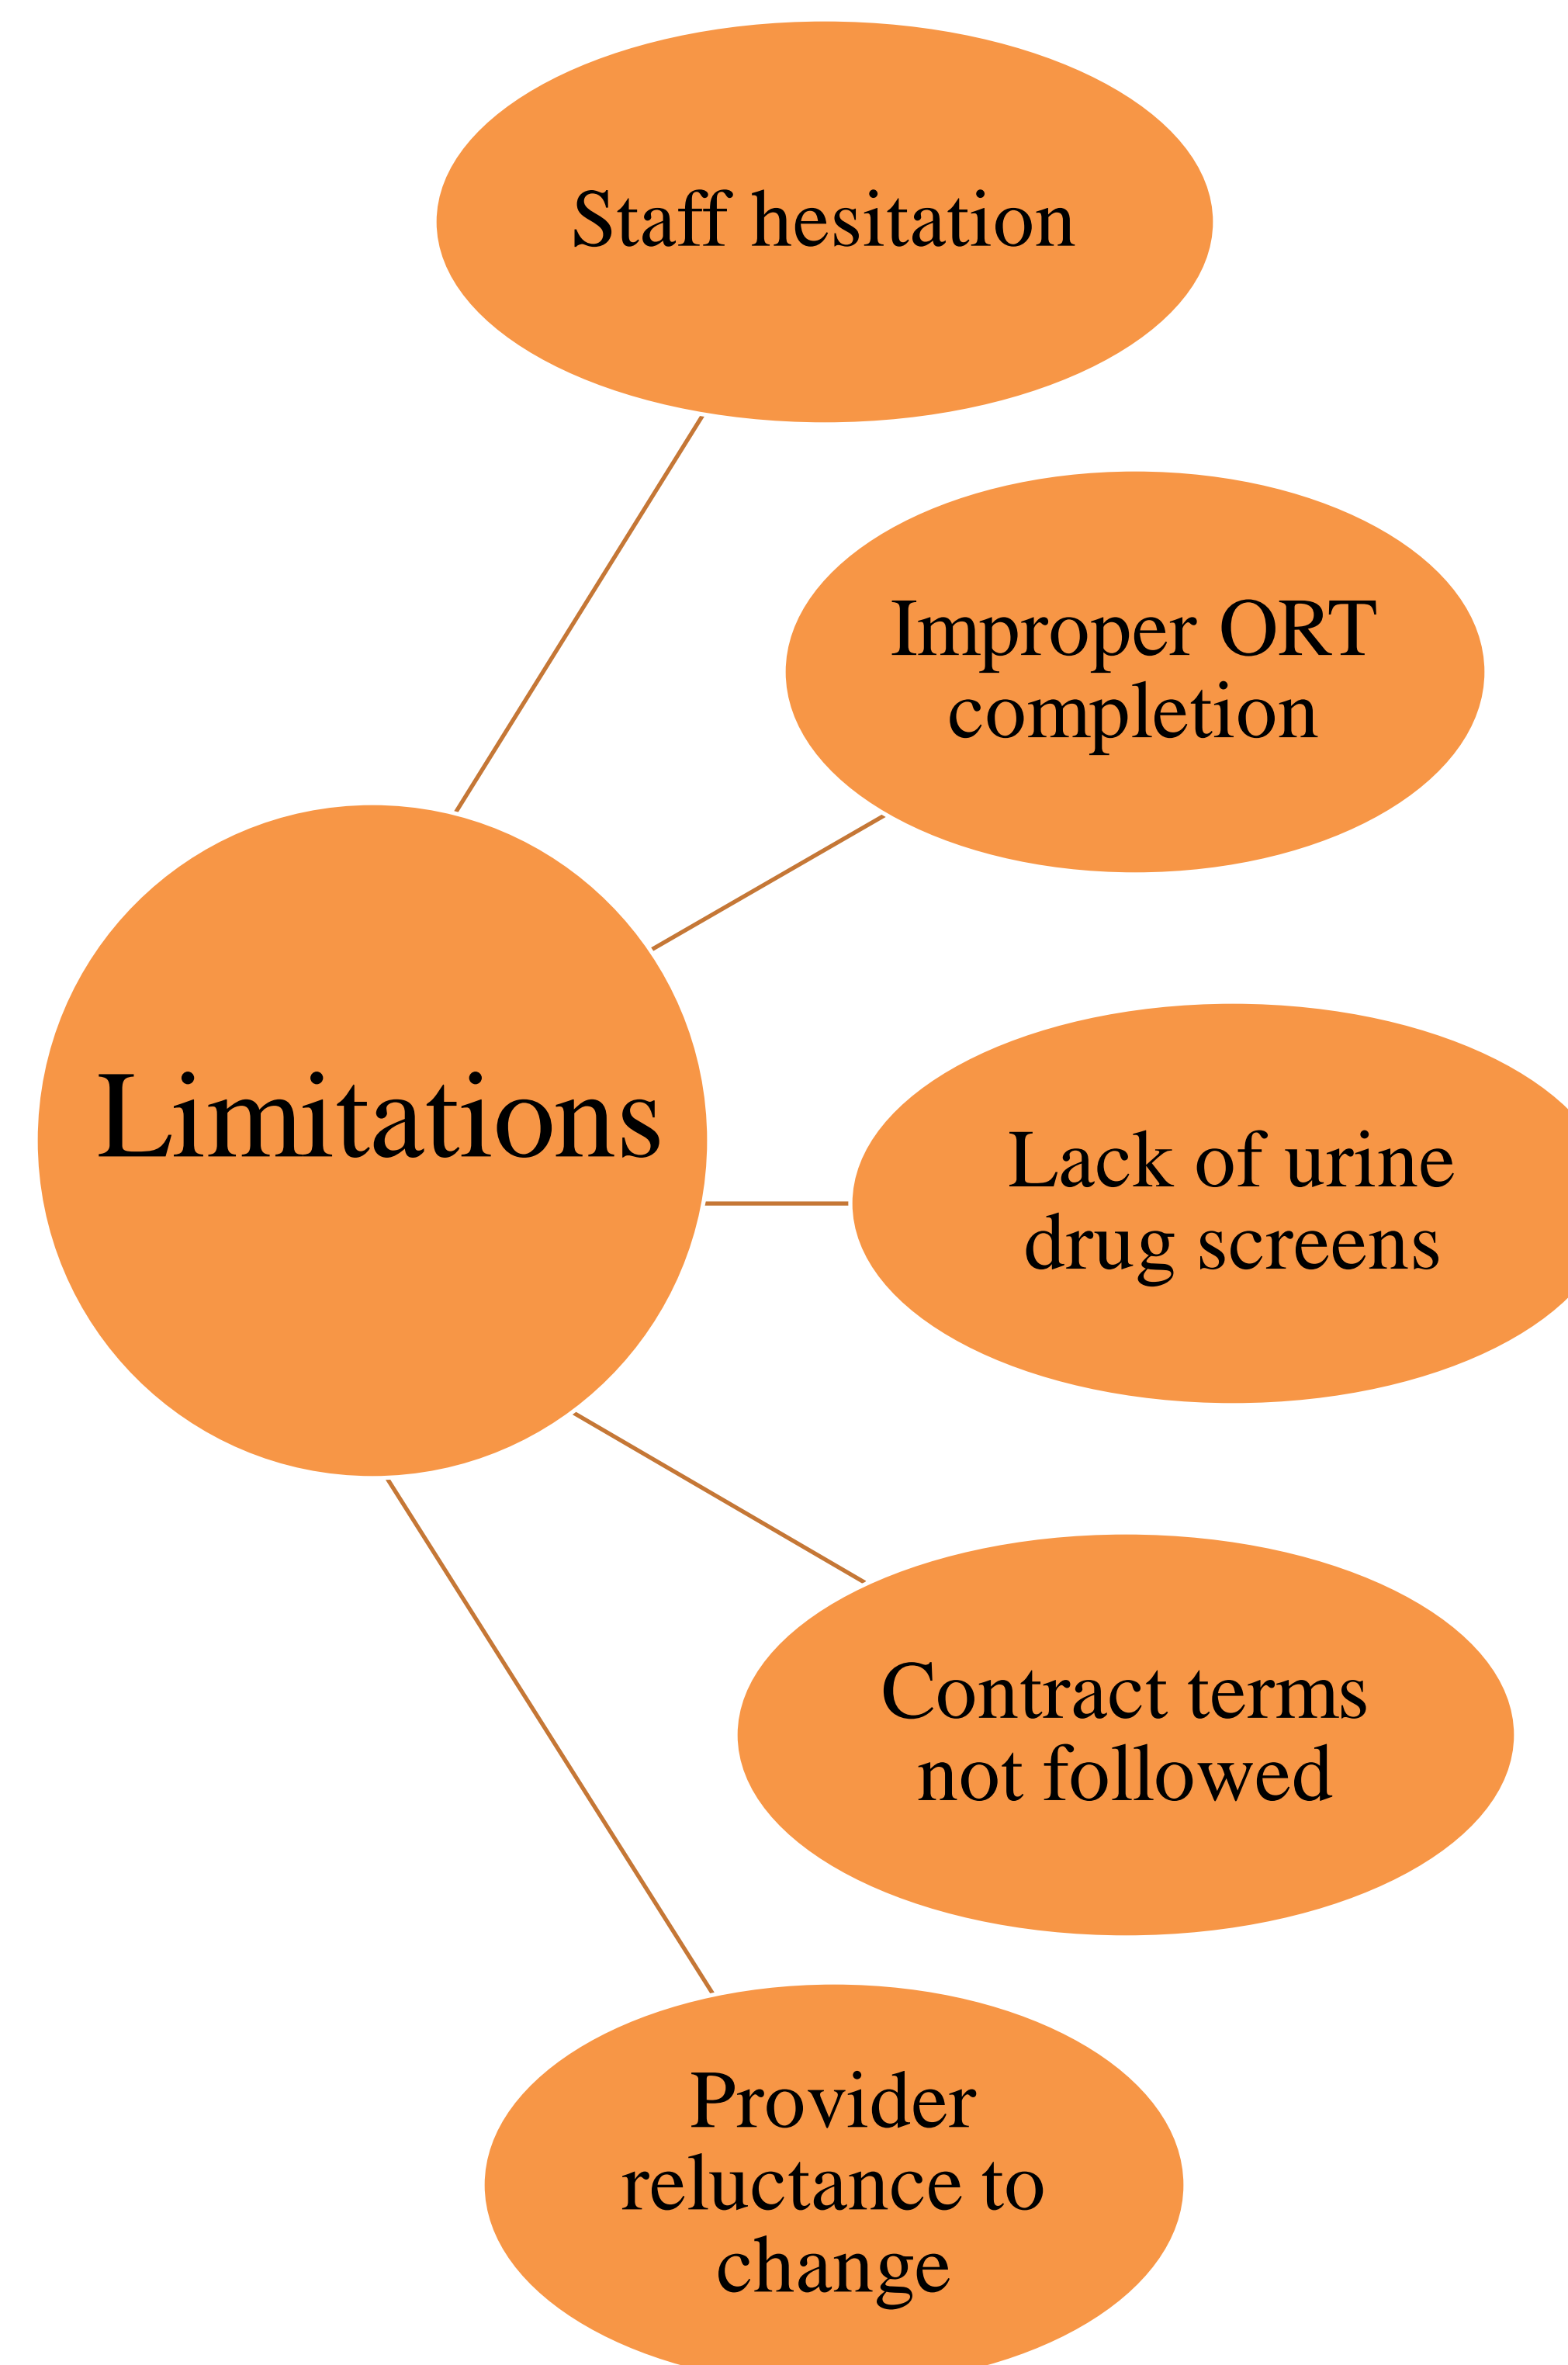 Staff hesitation
Improper ORT
completion
Limitations
Lack of urine
drug screens
Contract terms
not followed
Provider
reluctance to
change